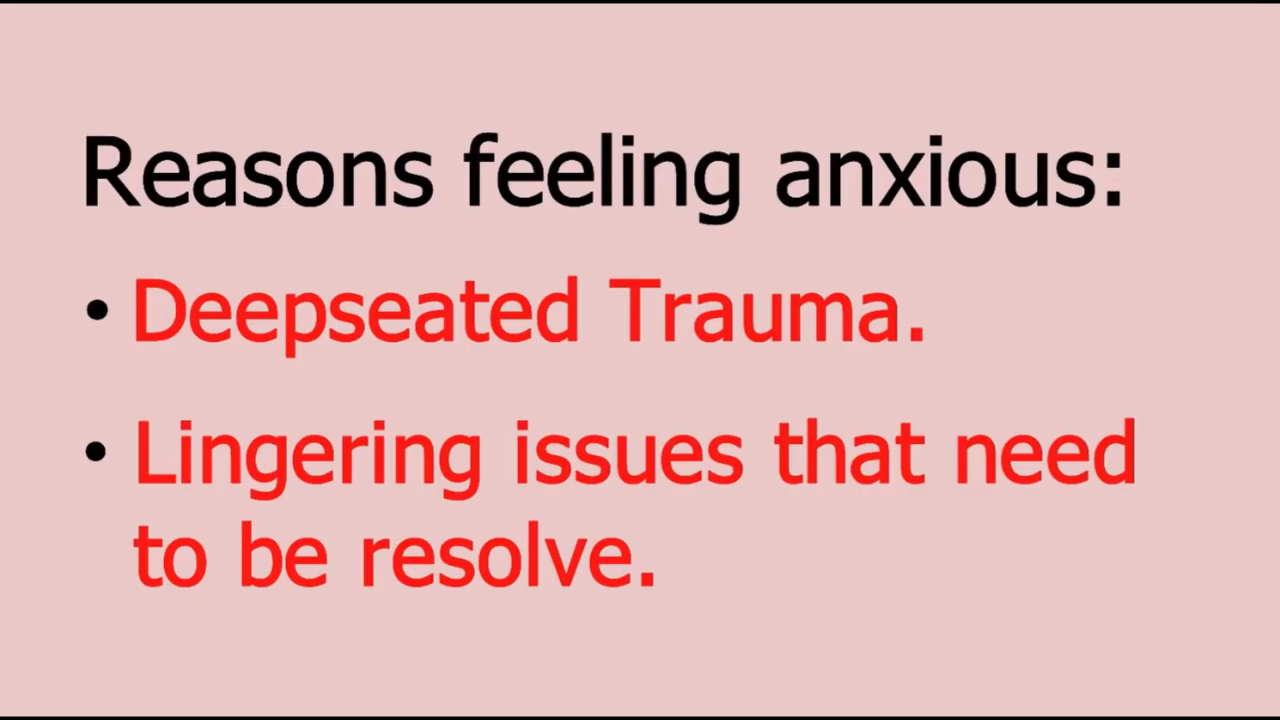 Reasons feeling anxious:
• Deepseated Trauma.
• Lingering issues that need
to be resolve.